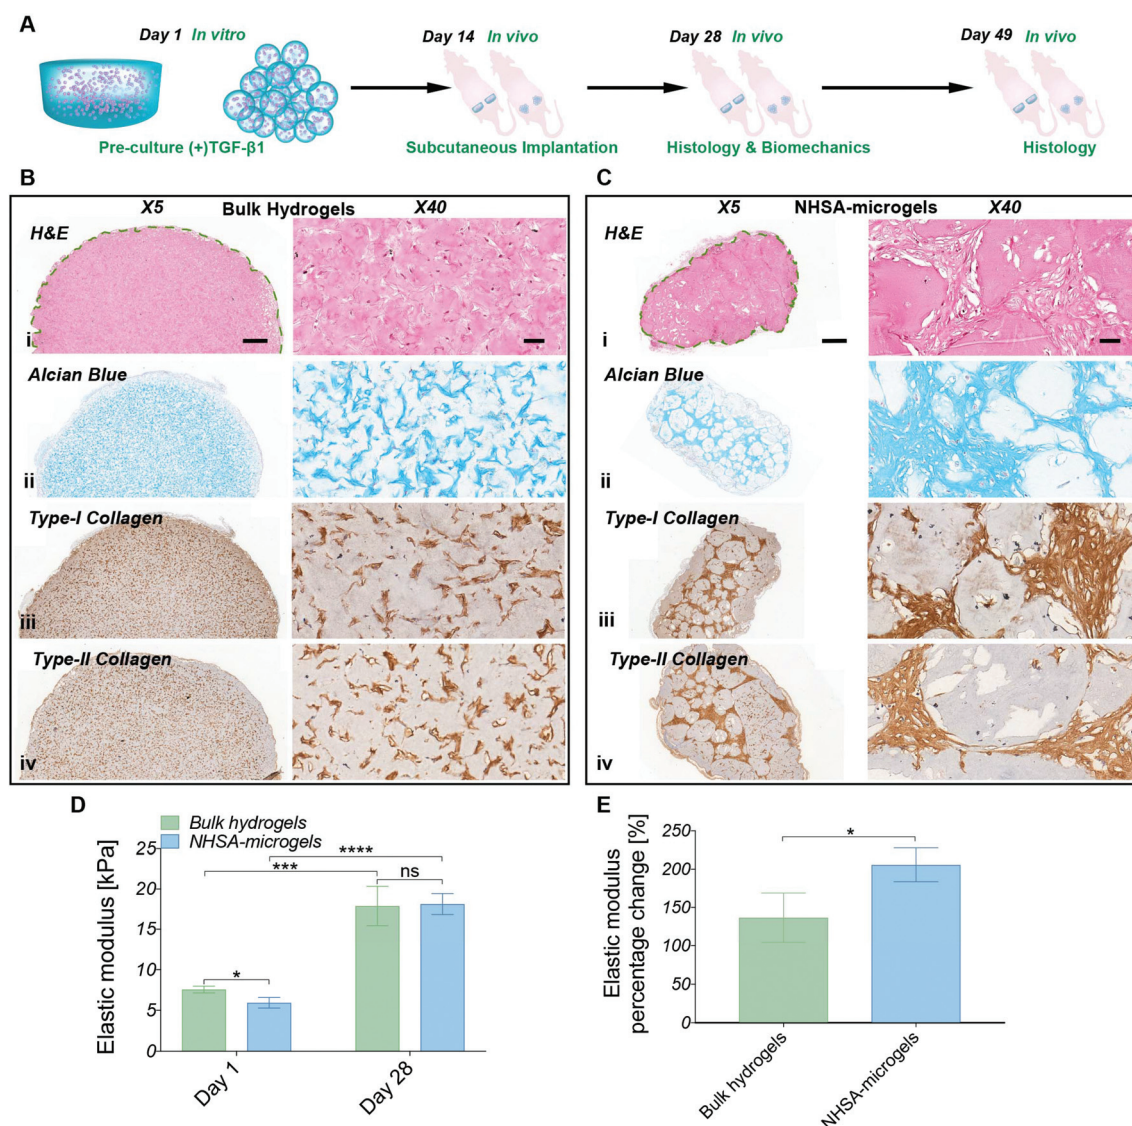 A
Day 1 In vitro
Day 14 In vivo
Day 28 In vivo
Day 49 In vivo
Pre-culture (+)TGF-β1
Subcutaneous Implantation
Histology & Biomechanics
Histology
B
X5 Bulk Hydrogels X40
H&E
i
Alcian Blue
ii
Type-I Collagen
iii
Type-II Collagen
iv
C
X5 NHSA-microgels X40
H&E
i
Alcian Blue
ii
Type-I Collagen
iii
Type-II Collagen
iv
D
Bulk hydrogels
NHSA-microgels
Elastic modulus [kPa]
25
20
15
10
5
0
****
***
ns
*
Day 1
Day 28
E
Elastic modulus
percentage change [%]
250
200
150
100
50
0
*
Bulk hydrogels
NHSA-microgels